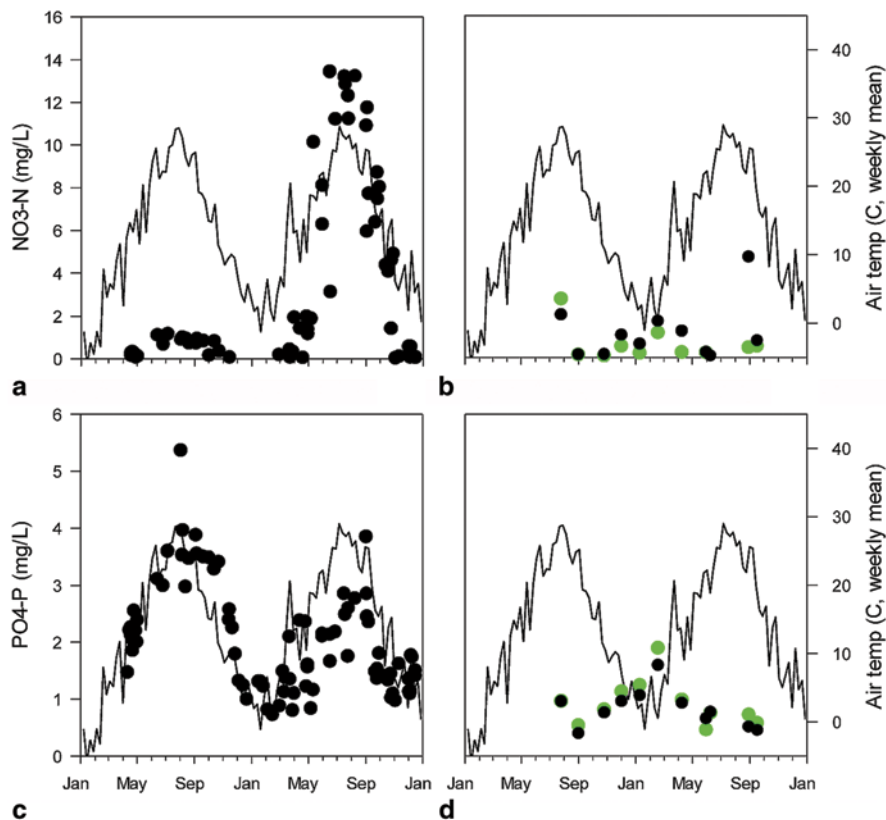 16
14
12
10
8
6
4
2
0
NO3-N (mg/L)
a
40
30
20
10
0
Air temp (C, weekly mean)
b
6
5
4
3
2
1
0
PO4-P (mg/L)
Jan May Sep Jan May Sep Jan
c
40
30
20
10
0
Air temp (C, weekly mean)
Jan May Sep Jan May Sep Jan
d